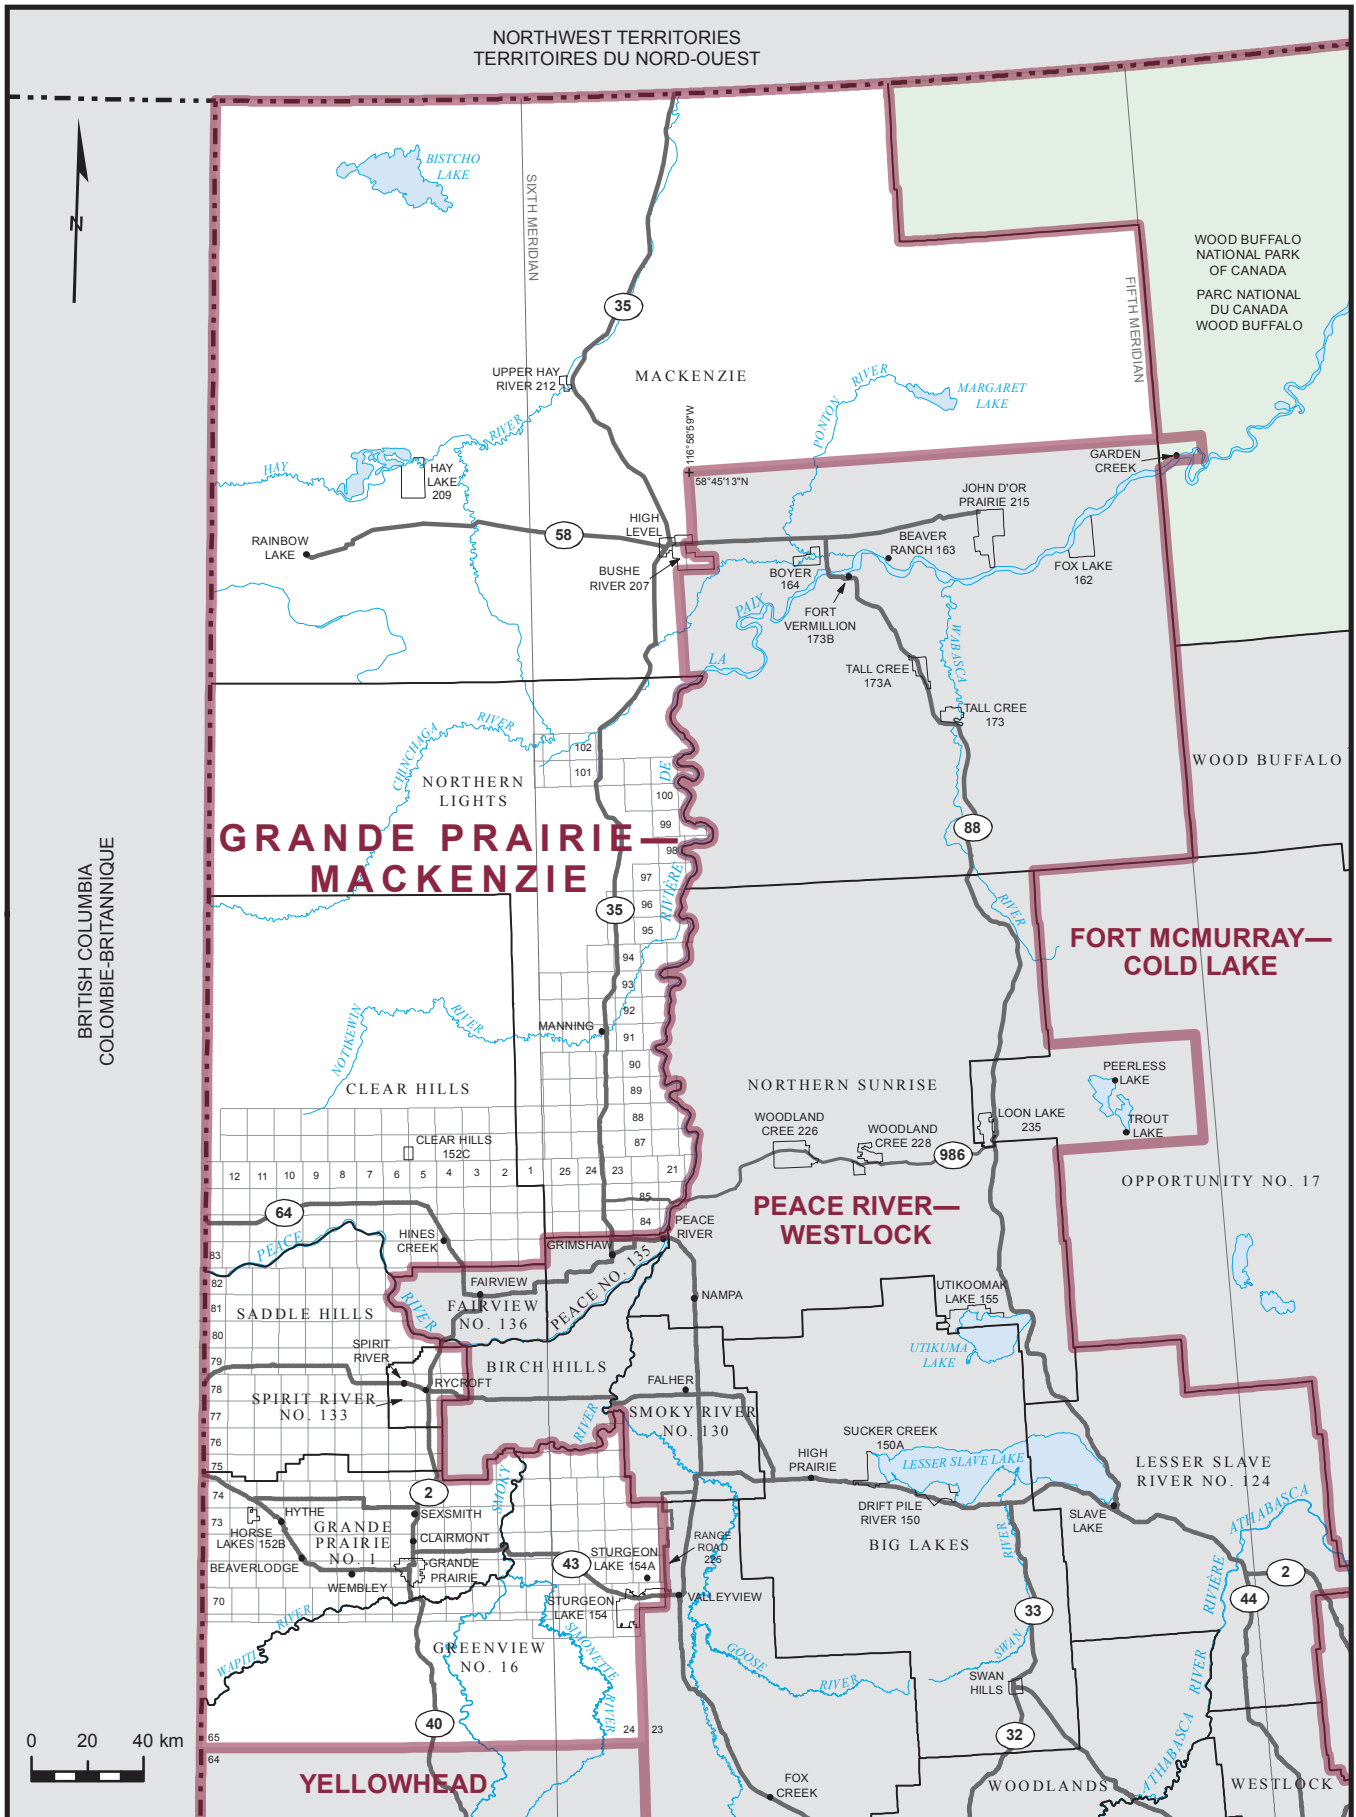 NORTHWEST TERRITORIES
TERRITOIRES DU NORD-OUEST
N
BISTCHO
LAKE
SIXTH MERIDIAN
WOOD BUFFALO
NATIONAL PARK
OF CANADA
PARC NATIONAL
DU CANADA
WOOD BUFFALO
FIFTH MERIDIAN
35
UPPER HAY
RIVER 212
MACKENZIE
RIVER
PONTON
MARGARET
LAKE
116°58'59"W
58°45'13"N
HAY
RIVER
HAY
LAKE
209
GARDEN
CREEK
JOHN D'OR
PRAIRIE 215
HIGH
LEVEL
58
RAINBOW
LAKE
BEAVER
RANCH 163
BUSHE
RIVER 207
BOYER
164
FOX LAKE
162
FORT
VERMILLION
173B
PAIX
LA
WABASCA
TALL CREE
173A
TALL CREE
173
CHINCHAGA
RIVER
NORTHERN
LIGHTS
102
101
100
99
98
97
96
95
94
93
92
91
90
89
88
87
85
84
DE
RIVIÈRE
WOOD BUFFALO
88
RIVER
GRANDE PRAIRIE—
MACKENZIE
35
BRITISH COLUMBIA
COLOMBIE-BRITANNIQUE
FORT MCMURRAY—
COLD LAKE
NOTIKEWIN
RIVER
MANNING
CLEAR HILLS
NORTHERN SUNRISE
PEERLESS
LAKE
TROUT
LAKE
CLEAR HILLS
152C
WOODLAND
CREE 226
WOODLAND
CREE 228
LOON LAKE
235
986
12 11 10 9 8 7 6 5 4 3 2 1 25 24 23 21
OPPORTUNITY NO. 17
PEACE RIVER—
WESTLOCK
64
PEACE
RIVER
HINES
CREEK
GRIMSHAW
PEACE
RIVER
PEACE NO. 135
83
82
81
80
79
78
77
76
75
74
73
70
65
64
FAIRVIEW
FAIRVIEW
NO. 136
NAMPA
SADDLE HILLS
UTIKOOMAK
LAKE 155
UTIKUMA
LAKE
SPIRIT
RIVER
RYCROFT
BIRCH HILLS
SPIRIT RIVER
NO. 133
FALHER
SMOKY RIVER
NO. 130
RIVER
SMOKY
SUCKER CREEK
150A
HIGH
PRAIRIE
LESSER SLAVE LAKE
DRIFT PILE
RIVER 150
LESSER SLAVE
RIVER NO. 124
SLAVE
LAKE
ATHABASCA
2
HYTHE
HORSE
LAKES 152B
GRANDE
PRAIRIE
NO. 1
SEXSMITH
CLAIRMONT
GRANDE
PRAIRIE
BEAVERLODGE
WEMBLEY
43
STURGEON
LAKE 154A
STURGEON
LAKE 154
RANGE
ROAD
225
VALLEYVIEW
BIG LAKES
RIVER
SWAN
33
RIVIÈRE
44
2
WAPITI
RIVER
GREENVIEW
NO. 16
SIMONETTE
RIVER
GOOSE
RIVER
SWAN
HILLS
32
RIVER
ATHABASCA
ATHABASCA
40
24 23
0 20 40 km
YELLOWHEAD
FOX
CREEK
WOODLANDS
WESTLOCK